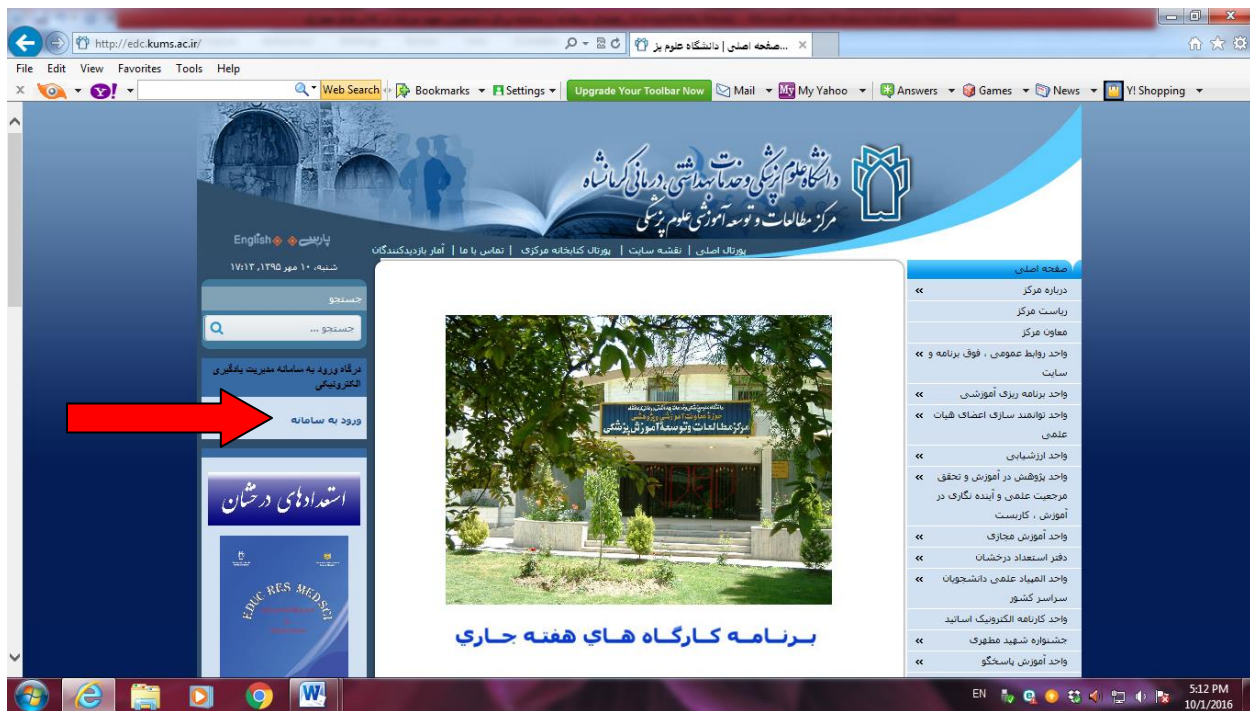 http://edc.kums.ac.ir/
صفحه اصلی | دانشگاه علوم پز...
File Edit View Favorites Tools Help
Web Search Bookmarks Settings Upgrade Your Toolbar Now Mail My Yahoo Answers Games News Y! Shopping
دانشگاه علوم پزشکی و خدمات بهداشتی، درمانی کرمانشاه
مرکز مطالعات و توسعه آموزش علوم پزشکی
پارسی English
پورتال اصلی | نقشه سایت | پورتال کتابخانه مرکزی | تماس با ما | آمار بازدیدکنندگان
شنبه، ۱۰ مهر ۱۳۹۵، ۱۷:۱۳
صفحه اصلی
درباره مرکز
ریاست مرکز
معاون مرکز
واحد روابط عمومی ، فوق برنامه و
سایت
واحد برنامه ریزی آموزشی
واحد توانمند سازی اعضای هیات
علمی
واحد ارزشیابی
واحد پژوهش در آموزش و تحقق
مرجعیت علمی و آینده نگاری در
آموزش ، کاربست
واحد آموزش مجازی
دفتر استعداد درخشان
واحد المپیاد علمی دانشجویان
سراسر کشور
واحد کارنامه الکترونیک اساتید
جشنواره شهید مطهری
واحد آموزش پاسخگو
جستجو
جستجو ...
درگاه ورود به سامانه مدیریت یادگیری
الکترونیکی
ورود به سامانه
استعدادهای درخشان
EDUC RES MEDSCI
مرکز مطالعات و توسعه آموزش پزشکی
برنامه کارگاه هاي هفته جاري
EN
5:12 PM
10/1/2016